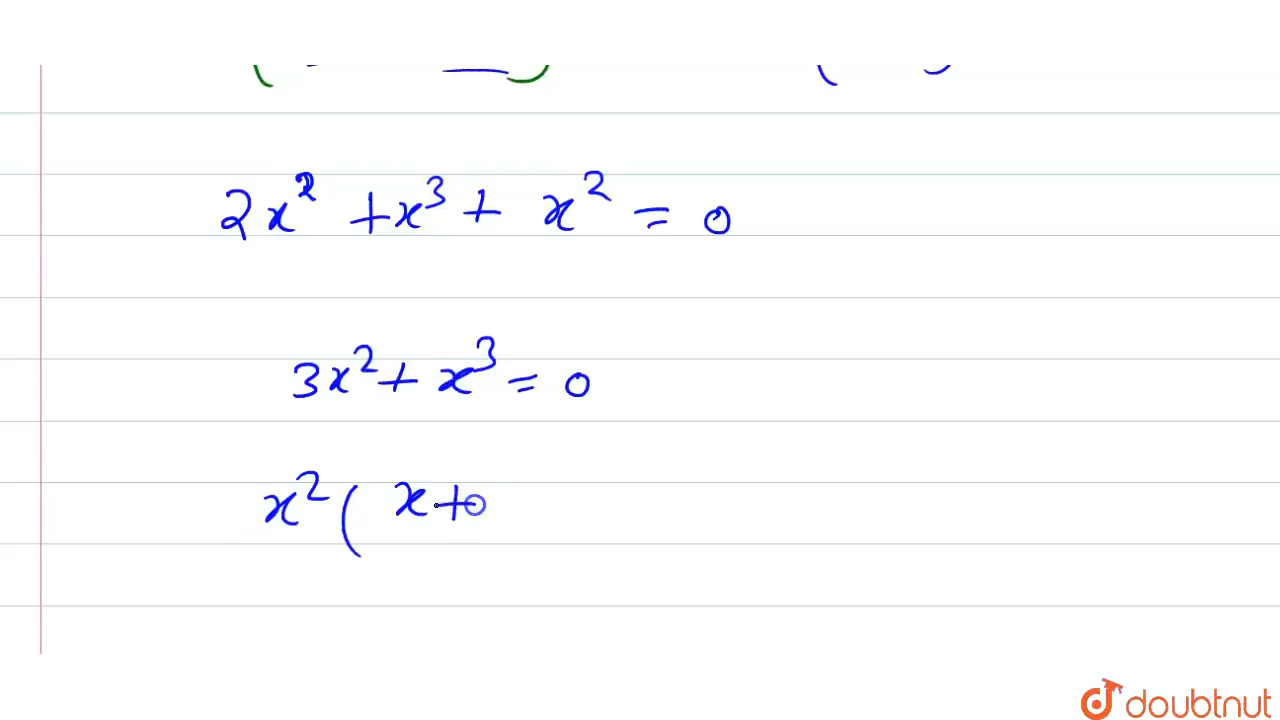 2x² + x³ + x² = 0
3x² + x³ = 0
x² ( x +
doubtnut